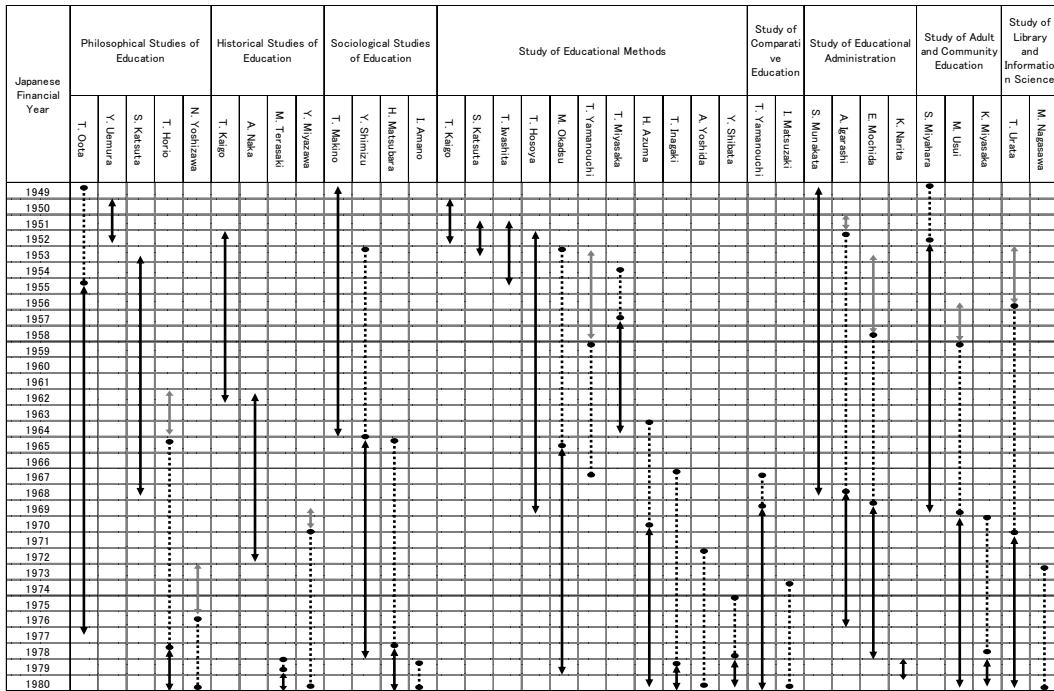 Japanese
Financial
Year
Philosophical Studies of
Education
Historical Studies of
Education
Sociological Studies
of Education
Study of Educational Methods
Study of
Comparati
ve
Education
Study of Educational
Administration
Study of Adult
and Community
Education
Study of
Library
and
Informatio
n Science
T. Oota
Y. Uemura
S. Katsuta
T. Horio
N. Yoshizawa
T. Kaigo
A. Naka
M. Terasaki
Y. Miyazawa
T. Makino
Y. Shimizu
H. Matsubara
I. Amano
T. Kaigo
S. Katsuta
T. Iwashita
T. Hosoya
M. Okadsu
T. Yamanouchi
T. Miyasaka
H. Azuma
T. Inagaki
A. Yoshida
Y. Shibata
T. Yamanouchi
I. Matsuzaki
S. Munakata
A. Igarashi
E. Mochida
K. Narita
S. Miyahara
M. Usui
K. Miyasaka
T. Urata
M. Nagasawa
1949
1950
1951
1952
1953
1954
1955
1956
1957
1958
1959
1960
1961
1962
1963
1964
1965
1966
1967
1968
1969
1970
1971
1972
1973
1974
1975
1976
1977
1978
1979
1980